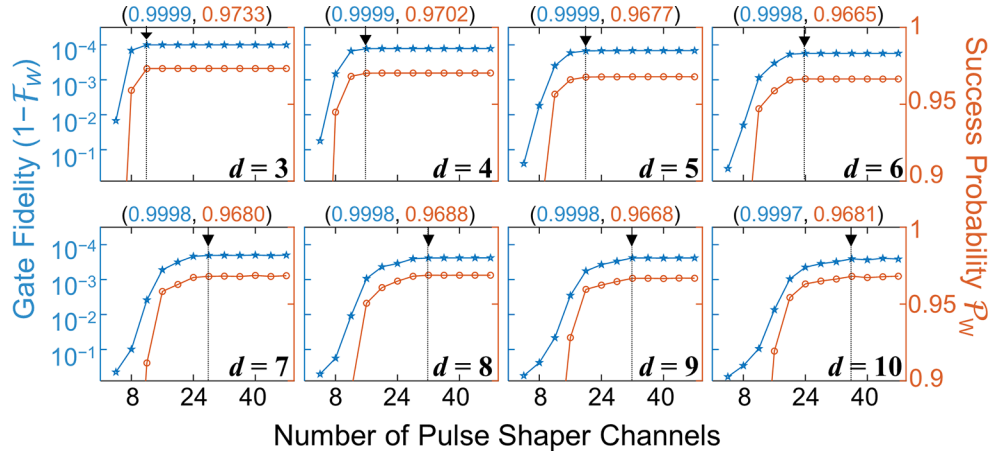 (0.9999, 0.9733) (0.9999, 0.9702) (0.9999, 0.9677) (0.9998, 0.9665)
Gate Fidelity (1−ℱ_W)
10⁻⁴
10⁻³
10⁻²
10⁻¹
d = 3 d = 4 d = 5 d = 6
1
0.95
0.9
Success Probability 𝒫_W
(0.9998, 0.9680) (0.9998, 0.9688) (0.9998, 0.9668) (0.9997, 0.9681)
10⁻⁴
10⁻³
10⁻²
10⁻¹
d = 7 d = 8 d = 9 d = 10
1
0.95
0.9
8 24 40 8 24 40 8 24 40 8 24 40
Number of Pulse Shaper Channels